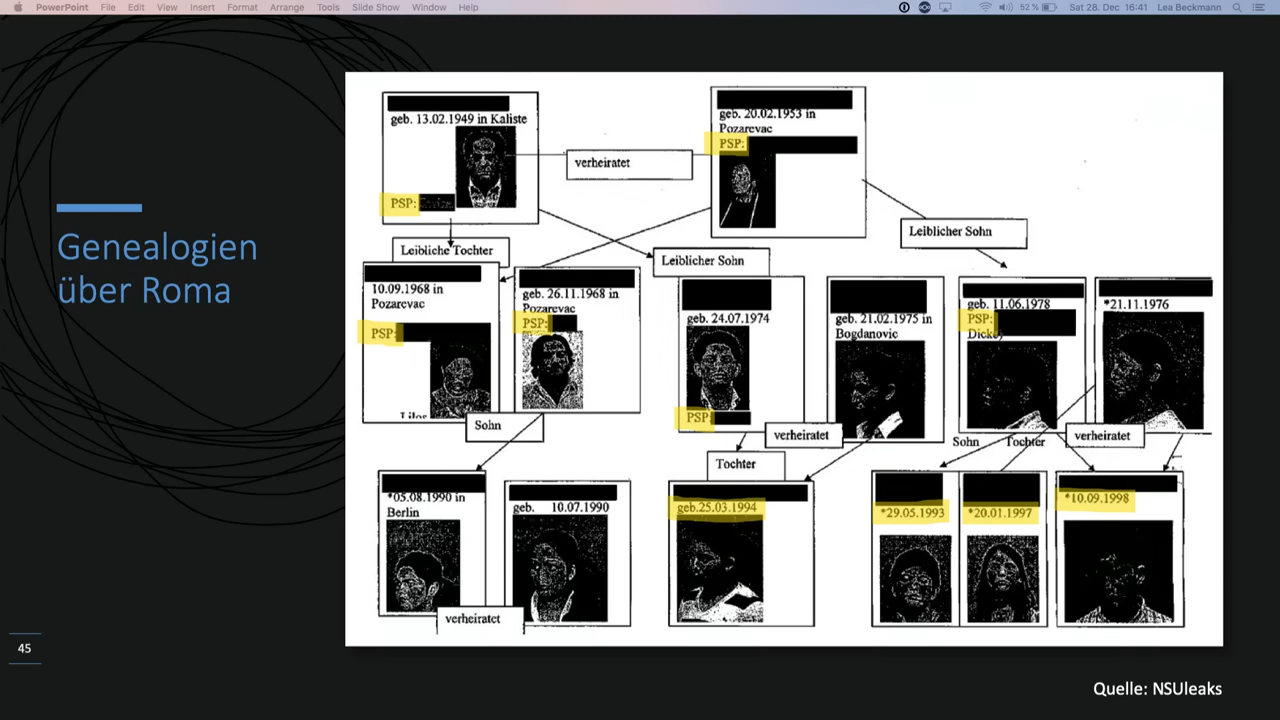 PowerPoint File Edit View Insert Format Arrange Tools Slide Show Window Help 52 % Sat 28. Dec 16:41 Lea Beckmann
Genealogien
über Roma
geb. 13.02.1949 in Kaliste
PSP:
verheiratet
geb. 20.02.1953 in
Pozarevac
PSP:
Leibliche Tochter
Leiblicher Sohn
Leiblicher Sohn
10.09.1968 in
Pozarevac
PSP:
geb. 26.11.1968 in
Pozarevac
PSP:
geb. 24.07.1974
PSP:
geb. 21.02.1975 in
Bogdanovic
geb. 11.06.1978
PSP:
*21.11.1976
Sohn
verheiratet
Sohn Tochter
verheiratet
Tochter
*05.08.1990 in
Berlin
geb. 10.07.1990
geb.25.03.1994
*29.05.1993
*20.01.1997
*10.09.1998
verheiratet
45
Quelle: NSUleaks